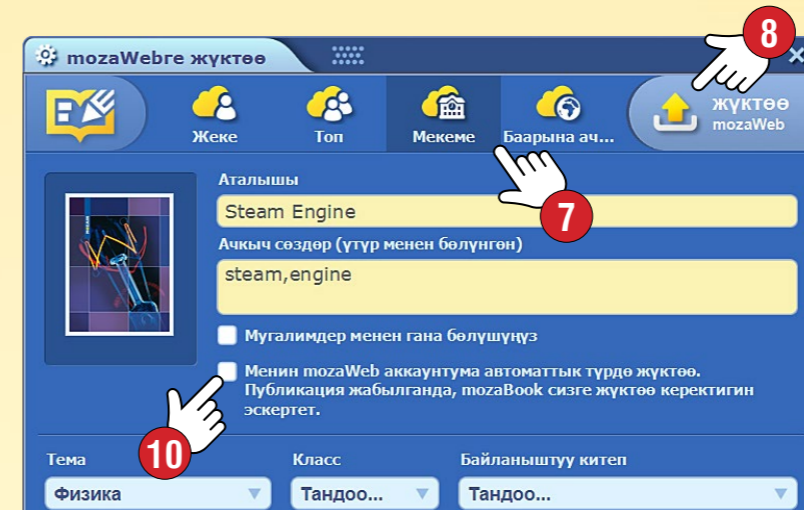 8
mozaWebге жүктөө
Жеке
Топ
Мекеме
Баарына ач...
жүктөө
mozaWeb
7
Аталышы
Steam Engine
Ачкыч сөздөр (үтүр менен бөлүнгөн)
steam,engine
Мугалимдер менен гана бөлүшүңүз
Менин mozaWeb аккаунтума автоматтык түрдө жүктөө.
Публикация жабылганда, mozaBook сизге жүктөө керектигин
эскертет.
10
Тема
Класс
Байланыштуу китеп
Физика
Тандоо...
Тандоо...